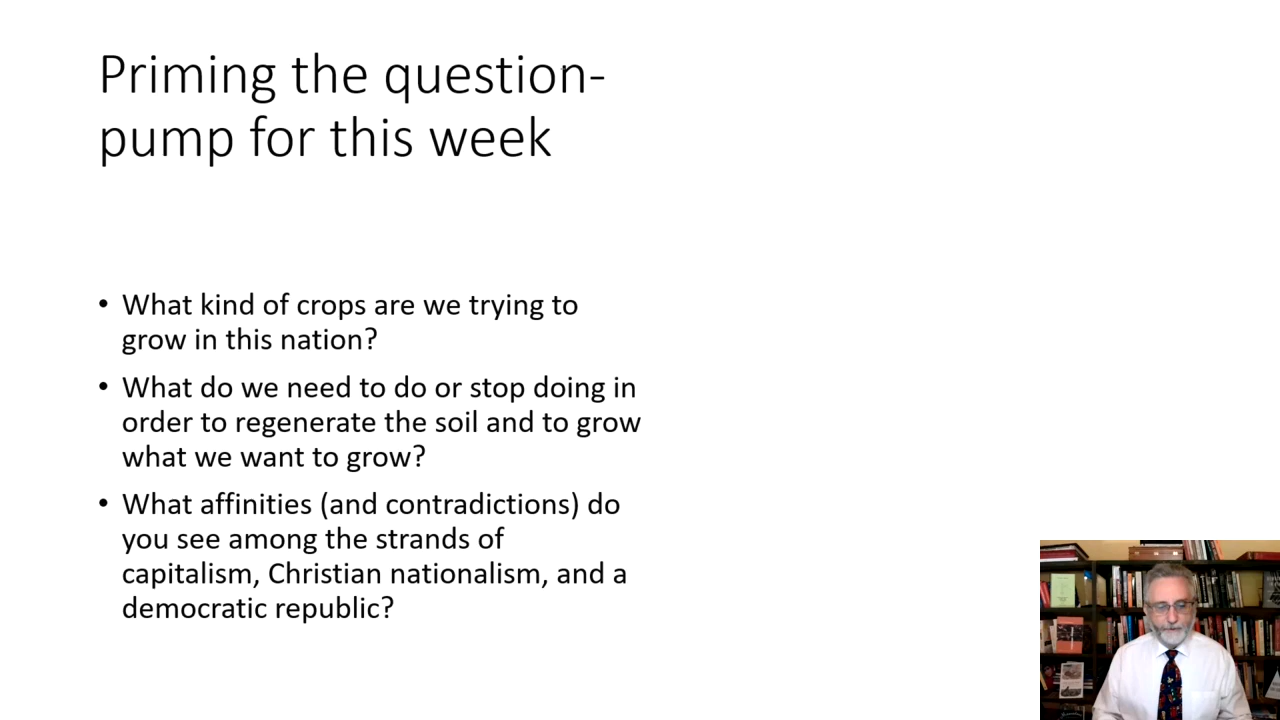 Priming the question-
pump for this week
• What kind of crops are we trying to
grow in this nation?
• What do we need to do or stop doing in
order to regenerate the soil and to grow
what we want to grow?
• What affinities (and contradictions) do
you see among the strands of
capitalism, Christian nationalism, and a
democratic republic?